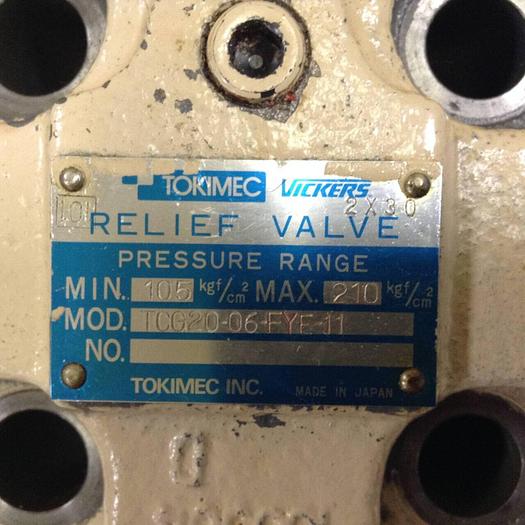 TOKIMEC VICKERS
10 2X30
RELIEF VALVE
PRESSURE RANGE
MIN. 105 kgf/cm² MAX. 210 kgf/cm²
MOD. TCG20-06-FYE-11
NO.
TOKIMEC INC. MADE IN JAPAN